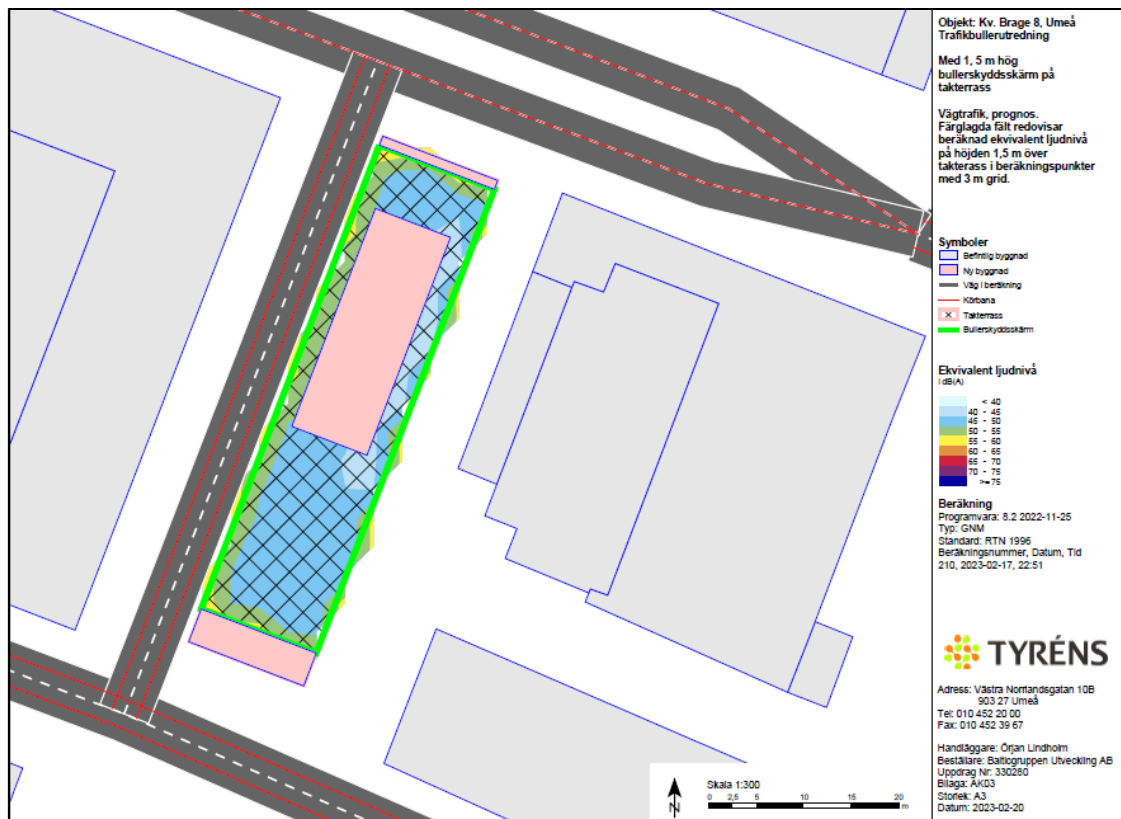 Objekt: Kv. Brage 8, Umeå
Trafikbullerutredning
Med 1, 5 m hög
bullerskyddsskärm på
takterrass
Vägtrafik, prognos.
Färglagda fält redovisar
beräknad ekvivalent ljudnivå
på höjden 1,5 m över
takterass i beräkningspunkter
med 3 m grid.
Symboler
Befintlig byggnad
Ny byggnad
Väg i beräkning
Körbana
Takterrass
Bullerskyddsskärm
Ekvivalent ljudnivå
i dB(A)
< 40
40 - 45
45 - 50
50 - 55
55 - 60
60 - 65
65 - 70
70 - 75
>= 75
Beräkning
Programvara: 8.2 2022-11-25
Typ: GNM
Standard: RTN 1996
Beräkningsnummer, Datum, Tid
210, 2023-02-17, 22:51
TYRÉNS
Adress: Västra Norrlandsgatan 10B
903 27 Umeå
Tel: 010 452 20 00
Fax: 010 452 39 67
Handläggare: Örjan Lindholm
Beställare: Balticgruppen Utveckling AB
Uppdrag Nr: 330260
Bilaga: AK03
Storlek: A3
Datum: 2023-02-20
Skala 1:300
0 2,5 5 10 15 20
m
N